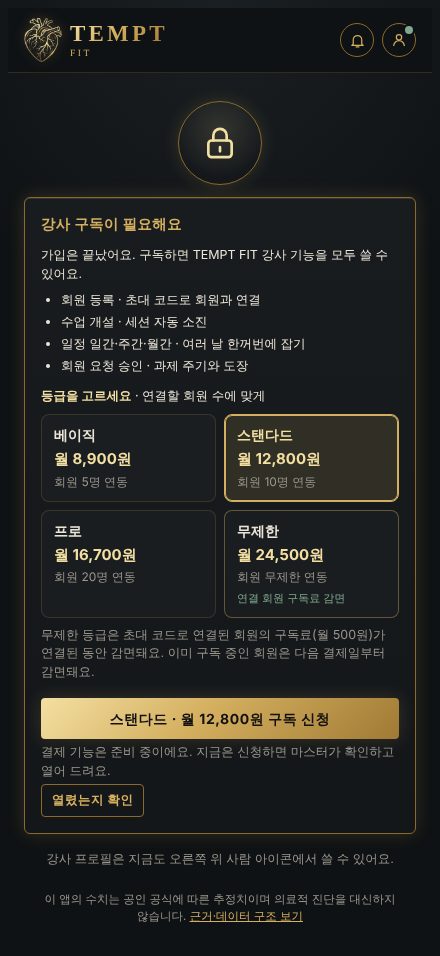 TEMPT
FIT
강사 구독이 필요해요
가입은 끝났어요. 구독하면 TEMPT FIT 강사 기능을 모두 쓸 수
있어요.
• 회원 등록 · 초대 코드로 회원과 연결
• 수업 개설 · 세션 자동 소진
• 일정 일간·주간·월간 · 여러 날 한꺼번에 잡기
• 회원 요청 승인 · 과제 주기와 도장
등급을 고르세요 · 연결할 회원 수에 맞게
베이직
월 8,900원
회원 5명 연동
스탠다드
월 12,800원
회원 10명 연동
프로
월 16,700원
회원 20명 연동
무제한
월 24,500원
회원 무제한 연동
연결 회원 구독료 감면
무제한 등급은 초대 코드로 연결된 회원의 구독료(월 500원)가
연결된 동안 감면돼요. 이미 구독 중인 회원은 다음 결제일부터
감면돼요.
스탠다드 · 월 12,800원 구독 신청
결제 기능은 준비 중이에요. 지금은 신청하면 마스터가 확인하고
열어 드려요.
열렸는지 확인
강사 프로필은 지금도 오른쪽 위 사람 아이콘에서 쓸 수 있어요.
이 앱의 수치는 공인 공식에 따른 추정치이며 의료적 진단을 대신하지
않습니다. 근거·데이터 구조 보기